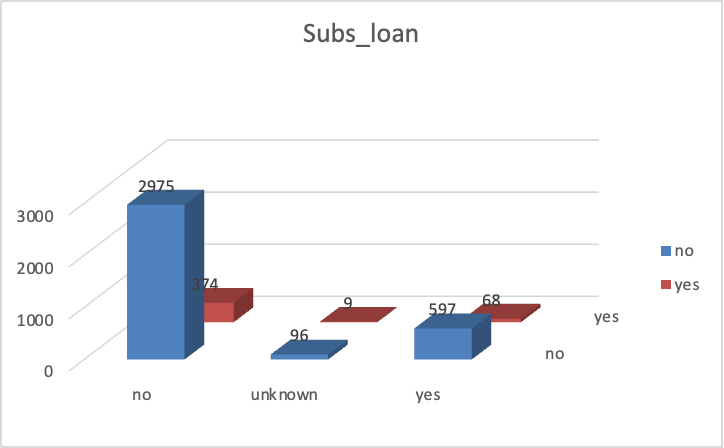 Subs_loan
2975
3000
374
2000
9
68
597
1000
96
0
no
unknown
yes
no
yes
no
yes